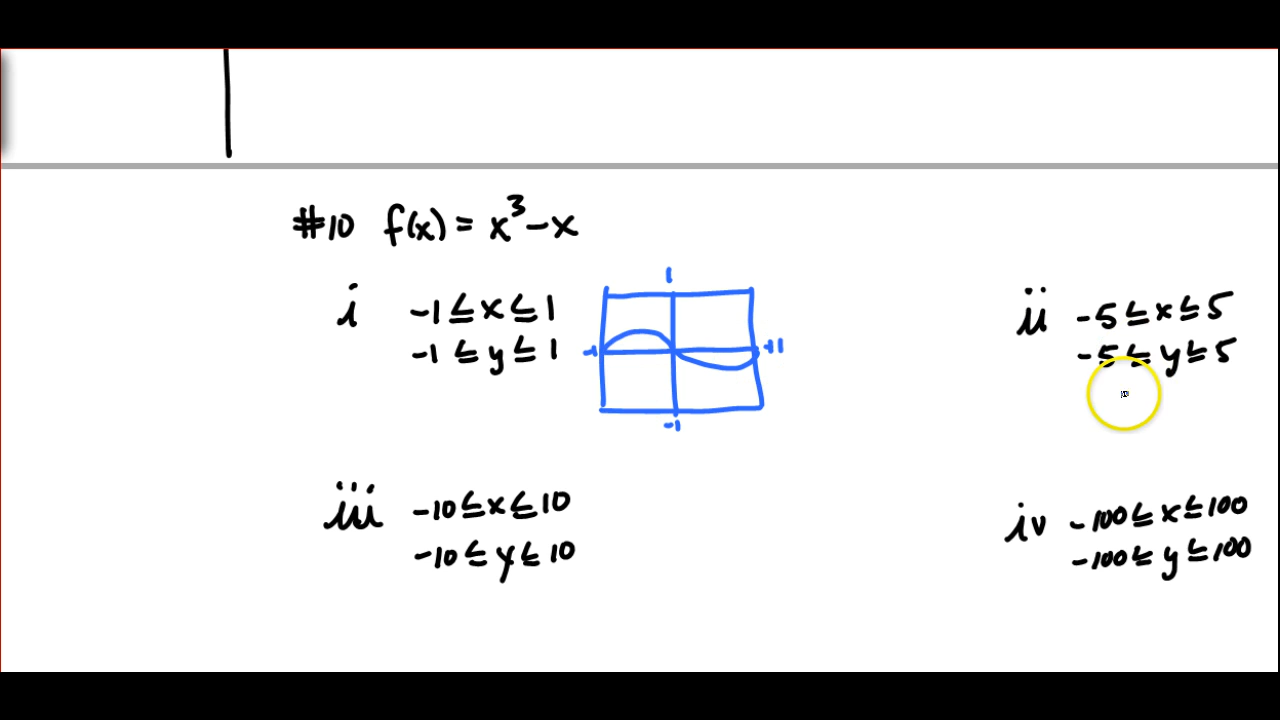 #10 f(x) = x³-x
i -1 ≤ x ≤ 1
-1 ≤ y ≤ 1
1
-1
+1
-1
ii -5 ≤ x ≤ 5
-5 ≤ y ≤ 5
iii -10 ≤ x ≤ 10
-10 ≤ y ≤ 10
iv -100 ≤ x ≤ 100
-100 ≤ y ≤ 100